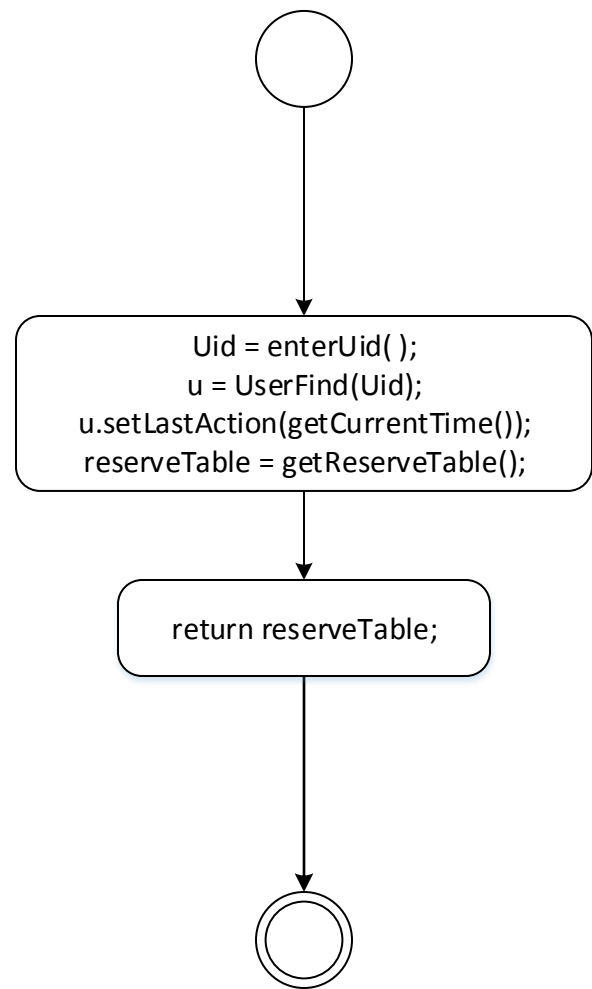 Uid = enterUid( );
u = UserFind(Uid);
u.setLastAction(getCurrentTime());
reserveTable = getReserveTable();
return reserveTable;